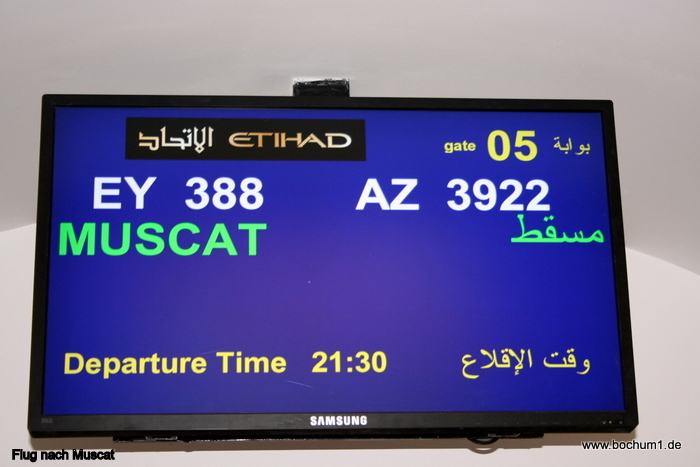 الإتحاد ETIHAD
gate 05 بوابة
EY 388 AZ 3922
MUSCAT مسقط
Departure Time 21:30 وقت الإقلاع
SAMSUNG
www.bochum1.de
Flug nach Muscat